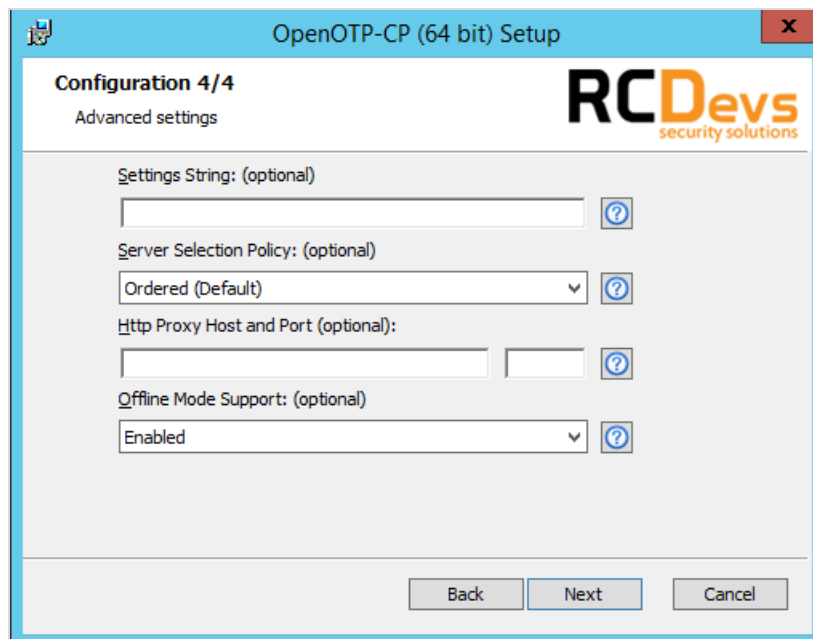 OpenOTP-CP (64 bit) Setup
x
Configuration 4/4
Advanced settings
RCDevs
security solutions
Settings String: (optional)
?
Server Selection Policy: (optional)
Ordered (Default)
?
Http Proxy Host and Port (optional):
?
Offline Mode Support: (optional)
Enabled
?
Back Next Cancel